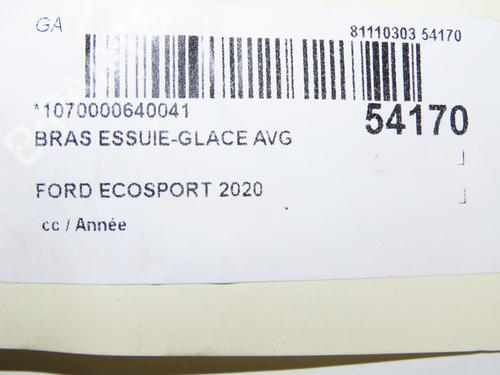 GA
81110303 54170
*1070000640041
54170
BRAS ESSUIE-GLACE AVG
FORD ECOSPORT 2020
cc / Année